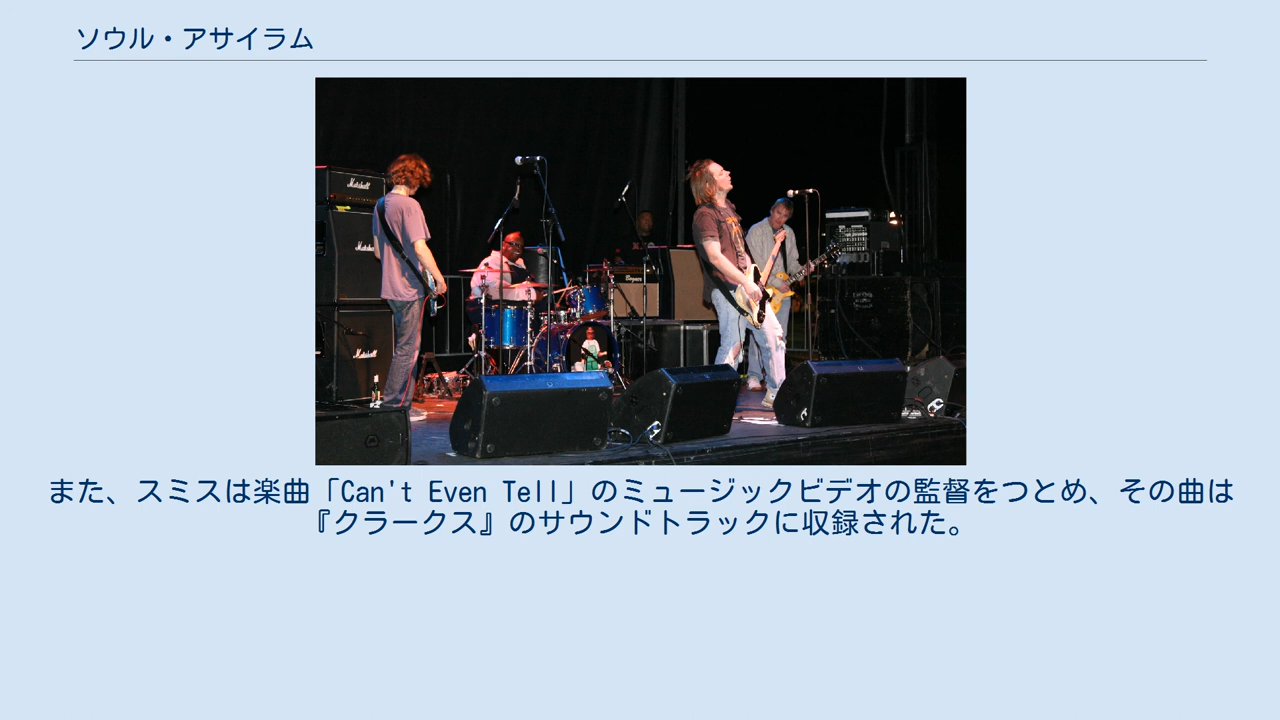 ソウル・アサイラム
Marshall
Marshall
Marshall
また、スミスは楽曲「Can't Even Tell」のミュージックビデオの監督をつとめ、その曲は
『クラークス』のサウンドトラックに収録された。